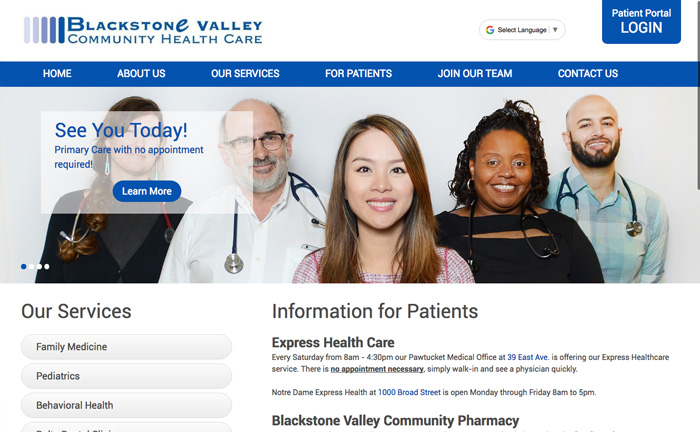 BLACKSTONE VALLEY
COMMUNITY HEALTH CARE
G Select Language ▼
Patient Portal
LOGIN
HOME
ABOUT US
OUR SERVICES
FOR PATIENTS
JOIN OUR TEAM
CONTACT US
See You Today!
Primary Care with no appointment
required!
Learn More
Our Services
Family Medicine
Pediatrics
Behavioral Health
Information for Patients
Express Health Care
Every Saturday from 8am - 4:30pm our Pawtucket Medical Office at 39 East Ave. is offering our Express Healthcare
service. There is no appointment necessary, simply walk-in and see a physician quickly.
Notre Dame Express Health at 1000 Broad Street is open Monday through Friday 8am to 5pm.
Blackstone Valley Community Pharmacy